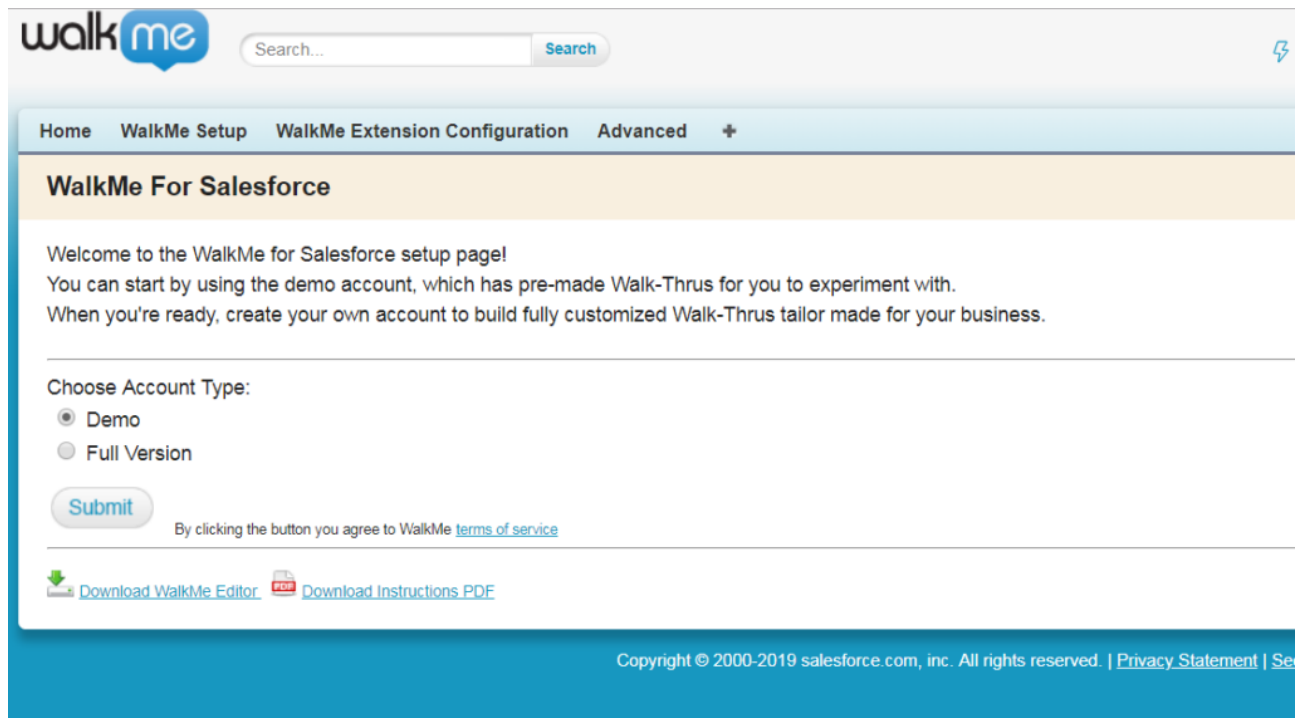 walkme
Search... Search
Home WalkMe Setup WalkMe Extension Configuration Advanced +
WalkMe For Salesforce
Welcome to the WalkMe for Salesforce setup page!
You can start by using the demo account, which has pre-made Walk-Thrus for you to experiment with.
When you're ready, create your own account to build fully customized Walk-Thrus tailor made for your business.
Choose Account Type:
Demo
Full Version
Submit
By clicking the button you agree to WalkMe terms of service
Download WalkMe Editor PDF Download Instructions PDF
Copyright © 2000-2019 salesforce.com, inc. All rights reserved. | Privacy Statement |